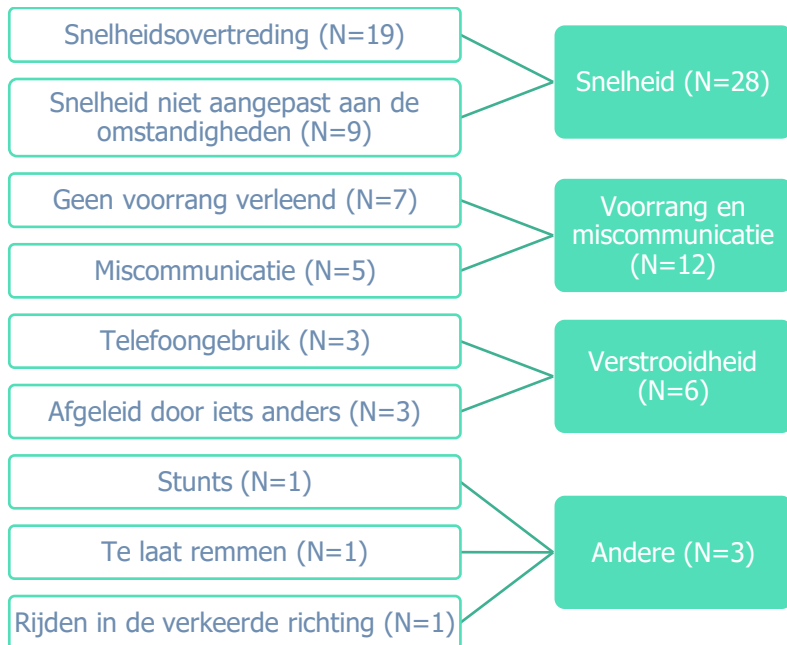 Snelheidsovertreding (N=19)
Snelheid niet aangepast aan de
omstandigheden (N=9)
Snelheid (N=28)
Geen voorrang verleend (N=7)
Miscommunicatie (N=5)
Voorrang en
miscommunicatie
(N=12)
Telefoongebruik (N=3)
Afgeleid door iets anders (N=3)
Verstrooidheid
(N=6)
Stunts (N=1)
Te laat remmen (N=1)
Rijden in de verkeerde richting (N=1)
Andere (N=3)